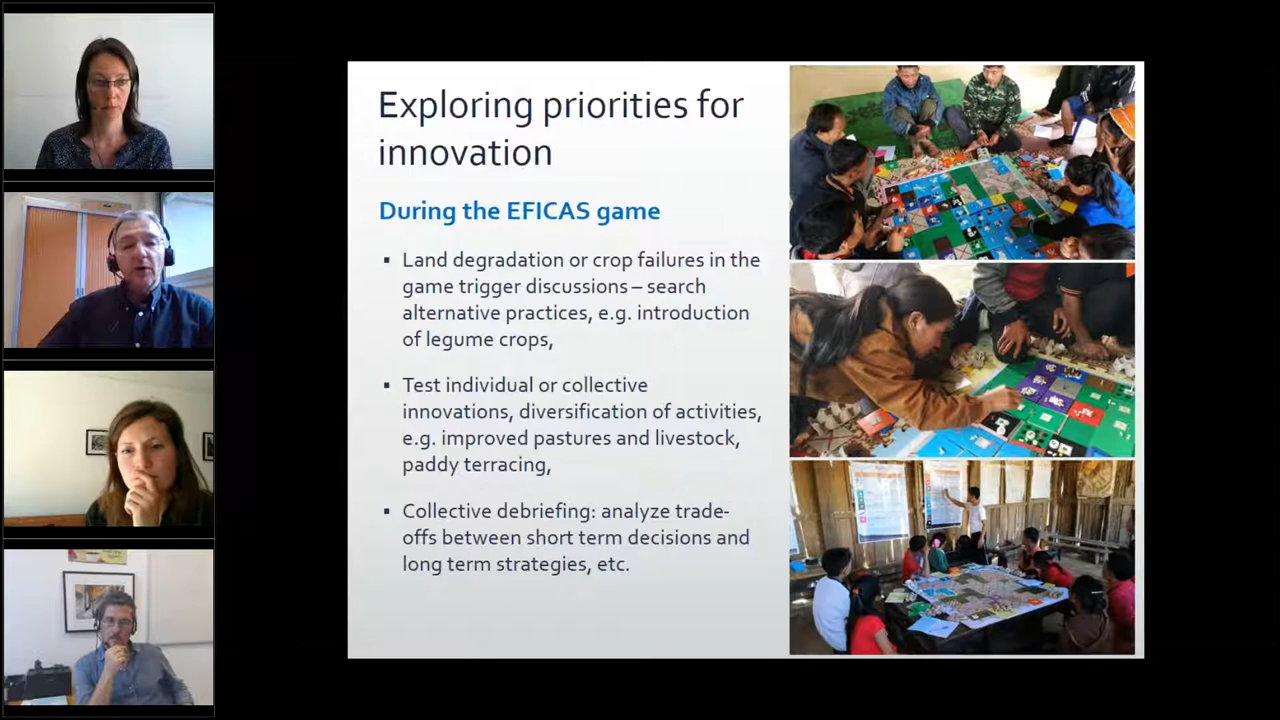 Exploring priorities for
innovation
During the EFICAS game
▪ Land degradation or crop failures in the
game trigger discussions – search
alternative practices, e.g. introduction
of legume crops,
▪ Test individual or collective
innovations, diversification of activities,
e.g. improved pastures and livestock,
paddy terracing,
▪ Collective debriefing: analyze trade-
offs between short term decisions and
long term strategies, etc.